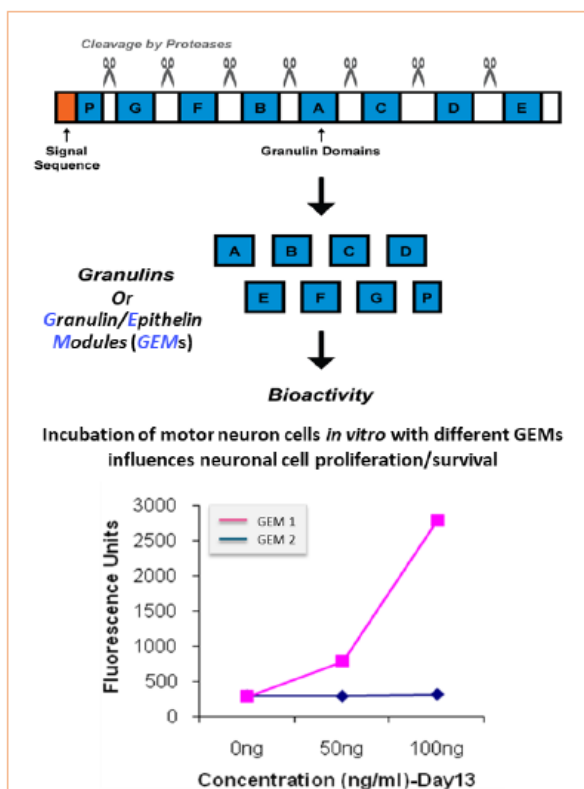 Cleavage by Proteases
P G F B A C D E
Signal
Sequence
Granulin Domains
A B C D
E F G P
Granulins
Or
Granulin/Epithelin
Modules (GEMs)
Bioactivity
Incubation of motor neuron cells in vitro with different GEMs
influences neuronal cell proliferation/survival
GEM 1
GEM 2
Fluorescence Units
3000
2500
2000
1500
1000
500
0
0ng 50ng 100ng
Concentration (ng/ml)-Day13